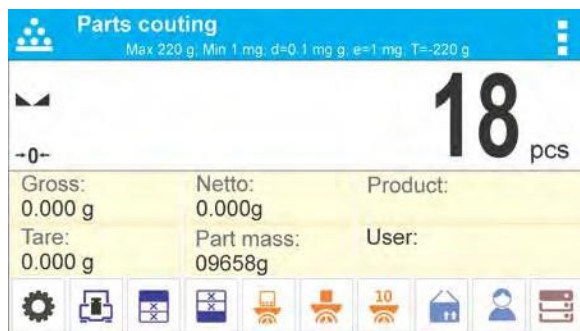 Parts couting
Max 220 g; Min 1 mg; d=0.1 mg g; e=1 mg; T=-220 g
→0←
18 pcs
Gross: Netto: Product:
0.000 g 0.000g
Tare: Part mass: User:
0.000 g 09658g
10